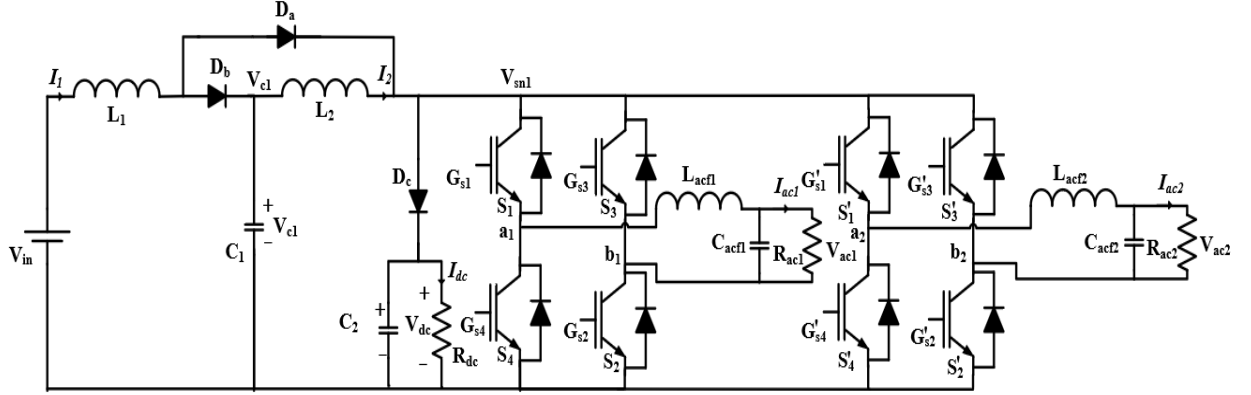 Da
I1
Db
Vc1
I2
Vsn1
L1
L2
Dc
Gs1
S1
Gs3
S3
Lacf1
Iac1
G's1
S'1
G's3
S'3
Lacf2
Iac2
Vin
C1
+
Vc1
-
a1
b1
Cacf1
Rac1
Vac1
a2
b2
Cacf2
Rac2
Vac2
Idc
C2
+
-
+
Vdc
-
Rdc
Gs4
S4
Gs2
S2
G's4
S'4
G's2
S'2